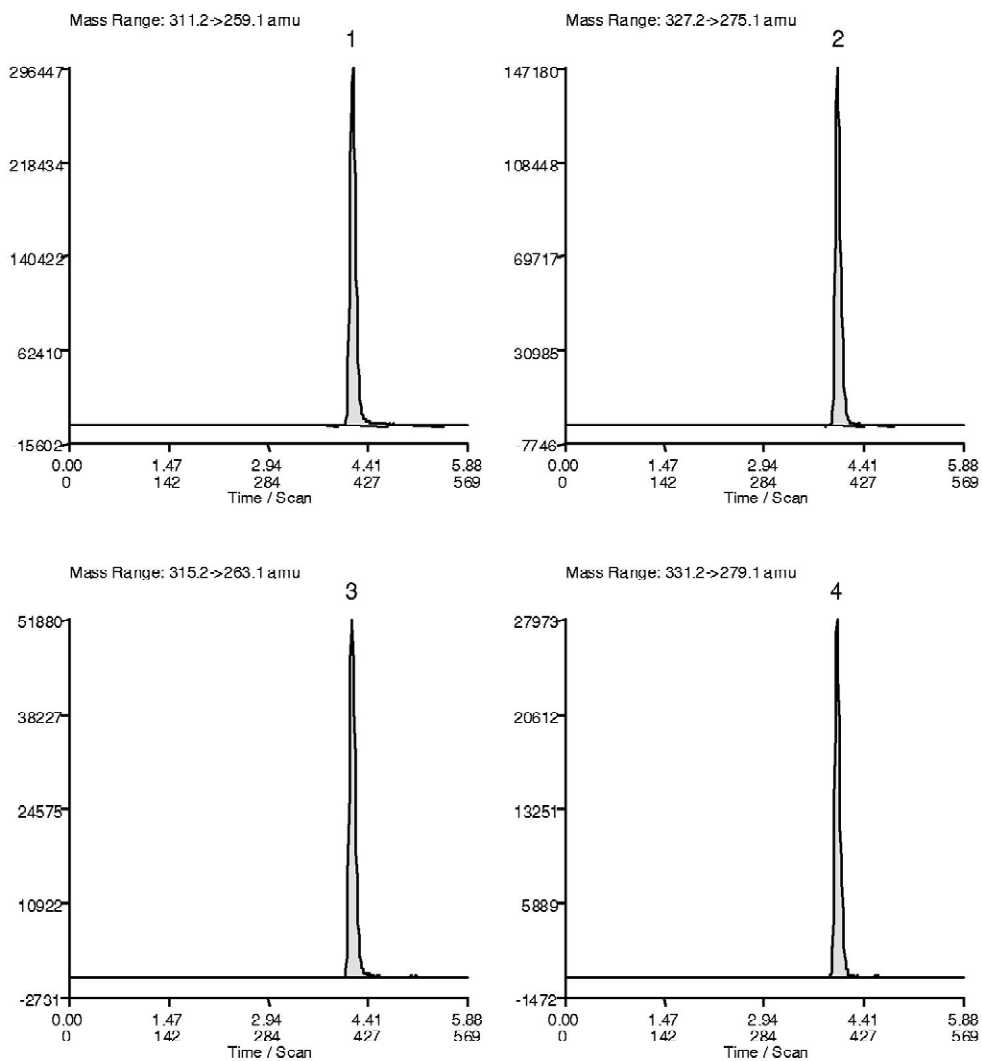 Mass Range: 311.2->259.1 amu
1
296447
218434
140422
62410
-15602
0.00 1.47 2.94 4.41 5.88
0 142 284 427 569
Time / Scan
Mass Range: 327.2->275.1 amu
2
147180
108448
69717
30985
-7746
0.00 1.47 2.94 4.41 5.88
0 142 284 427 569
Time / Scan
Mass Range: 315.2->263.1 amu
3
51880
38227
24575
10922
-2731
0.00 1.47 2.94 4.41 5.88
0 142 284 427 569
Time / Scan
Mass Range: 331.2->279.1 amu
4
27973
20612
13251
5889
-1472
0.00 1.47 2.94 4.41 5.88
0 142 284 427 569
Time / Scan